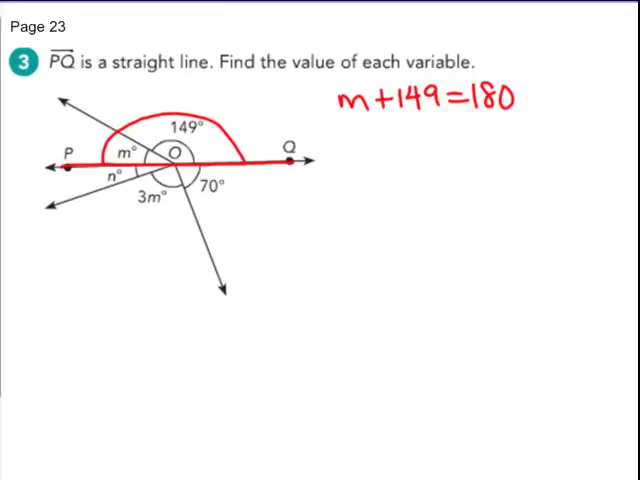 Page 23
3 PQ is a straight line. Find the value of each variable.
m+149=180
149°
P m° O Q
n° 3m° 70°